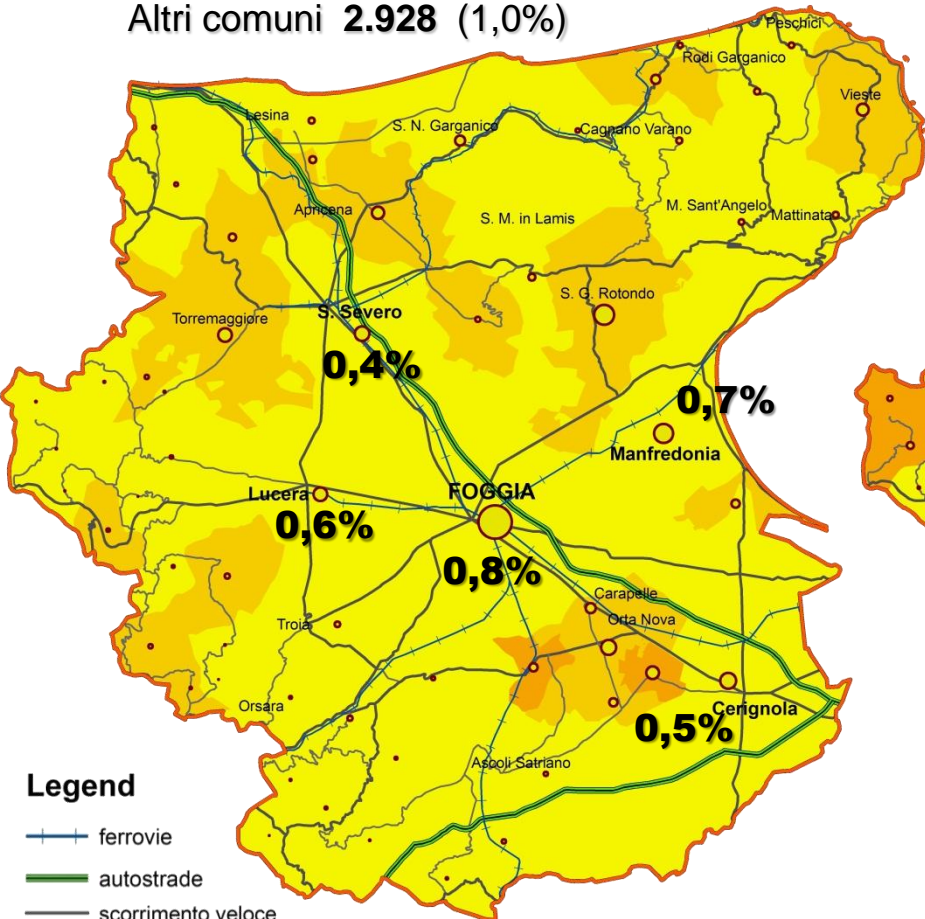 Altri comuni 2.928 (1,0%)
Peschici
Rodi Garganico
Vieste
Lesina
S. N. Garganico
Cagnano Varano
Apricena
S. M. in Lamis
M. Sant'Angelo
Mattinata
S. G. Rotondo
Torremaggiore
S. Severo
0,4%
0,7%
Manfredonia
Lucera
FOGGIA
0,6%
0,8%
Carapelle
Orta Nova
Troia
Orsara
Cerignola
0,5%
Ascoli Satriano
Legend
ferrovie
autostrade
scorrimento veloce